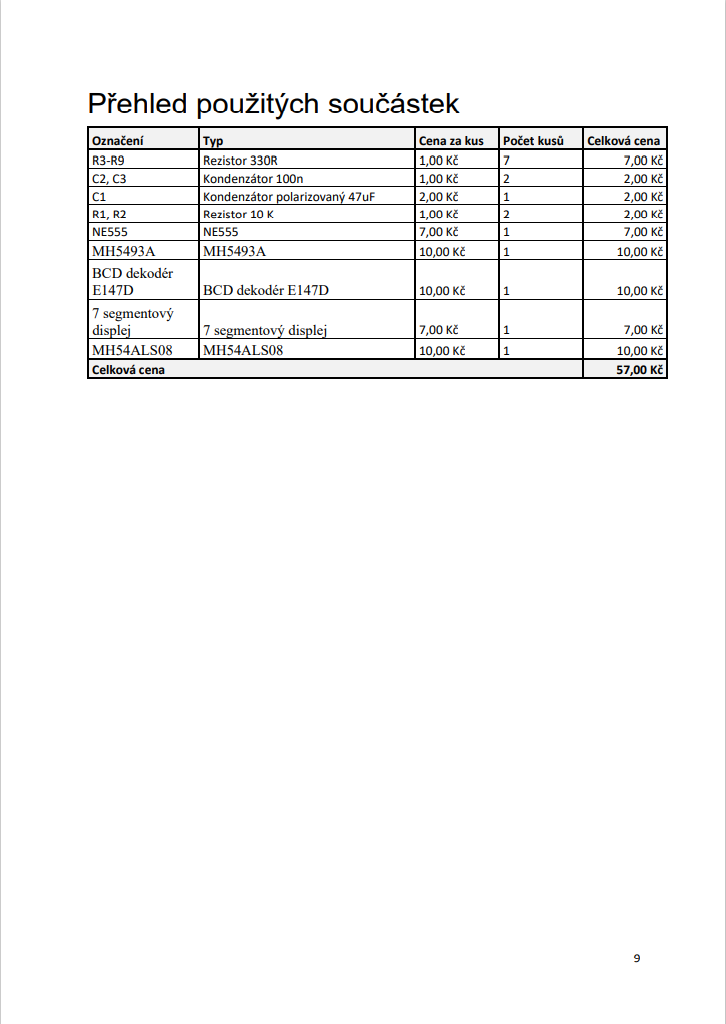 Přehled použitých součástek
Označení Typ Cena za kus Počet kusů Celková cena
R3-R9 Rezistor 330R 1,00 Kč 7 7,00 Kč
C2, C3 Kondenzátor 100n 1,00 Kč 2 2,00 Kč
C1 Kondenzátor polarizovaný 47uF 2,00 Kč 1 2,00 Kč
R1, R2 Rezistor 10 K 1,00 Kč 2 2,00 Kč
NE555 NE555 7,00 Kč 1 7,00 Kč
MH5493A MH5493A 10,00 Kč 1 10,00 Kč
BCD dekodér
E147D BCD dekodér E147D 10,00 Kč 1 10,00 Kč
7 segmentový
displej 7 segmentový displej 7,00 Kč 1 7,00 Kč
MH54ALS08 MH54ALS08 10,00 Kč 1 10,00 Kč
Celková cena 57,00 Kč
9